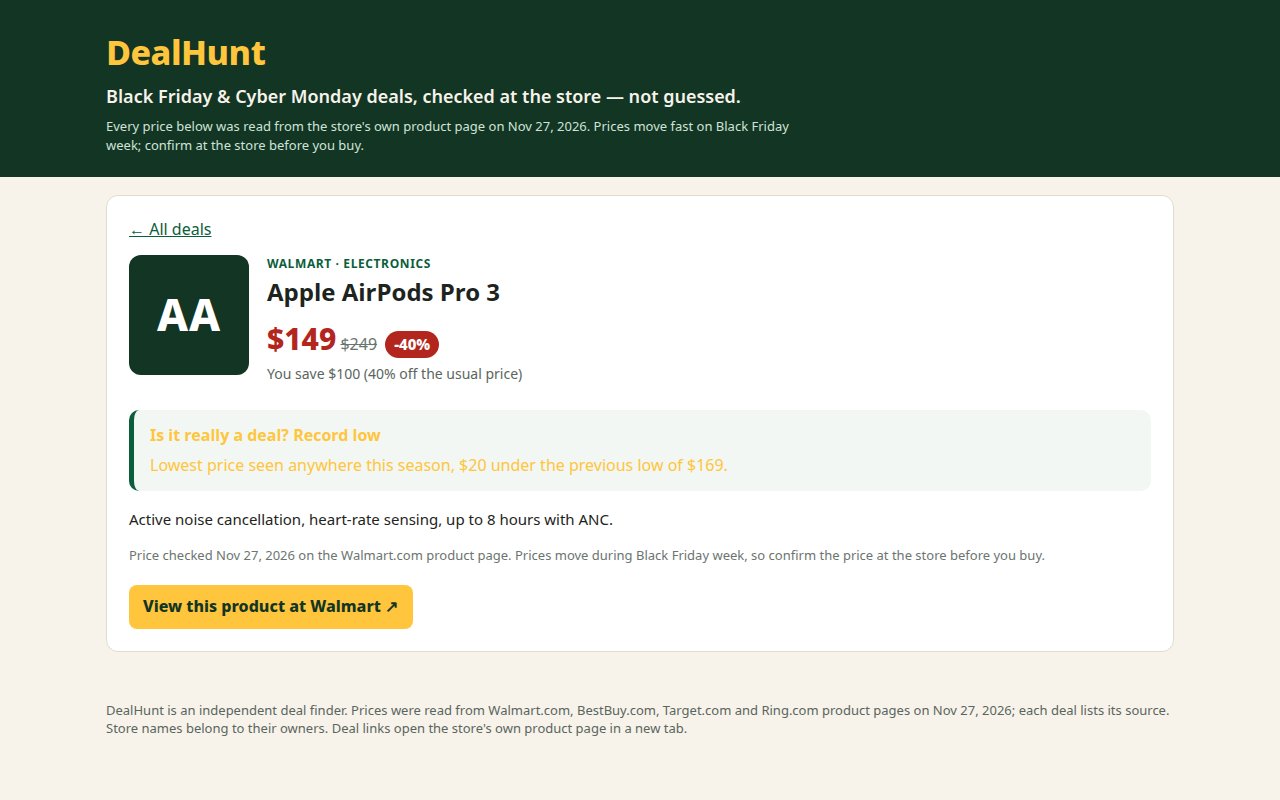 DealHunt
Black Friday & Cyber Monday deals, checked at the store — not guessed.
Every price below was read from the store's own product page on Nov 27, 2026. Prices move fast on Black Friday
week; confirm at the store before you buy.
← All deals
AA
WALMART · ELECTRONICS
Apple AirPods Pro 3
$149 $249 -40%
You save $100 (40% off the usual price)
Is it really a deal? Record low
Lowest price seen anywhere this season, $20 under the previous low of $169.
Active noise cancellation, heart-rate sensing, up to 8 hours with ANC.
Price checked Nov 27, 2026 on the Walmart.com product page. Prices move during Black Friday week, so confirm the price at the store before you buy.
View this product at Walmart ↗
DealHunt is an independent deal finder. Prices were read from Walmart.com, BestBuy.com, Target.com and Ring.com product pages on Nov 27, 2026; each deal lists its source.
Store names belong to their owners. Deal links open the store's own product page in a new tab.